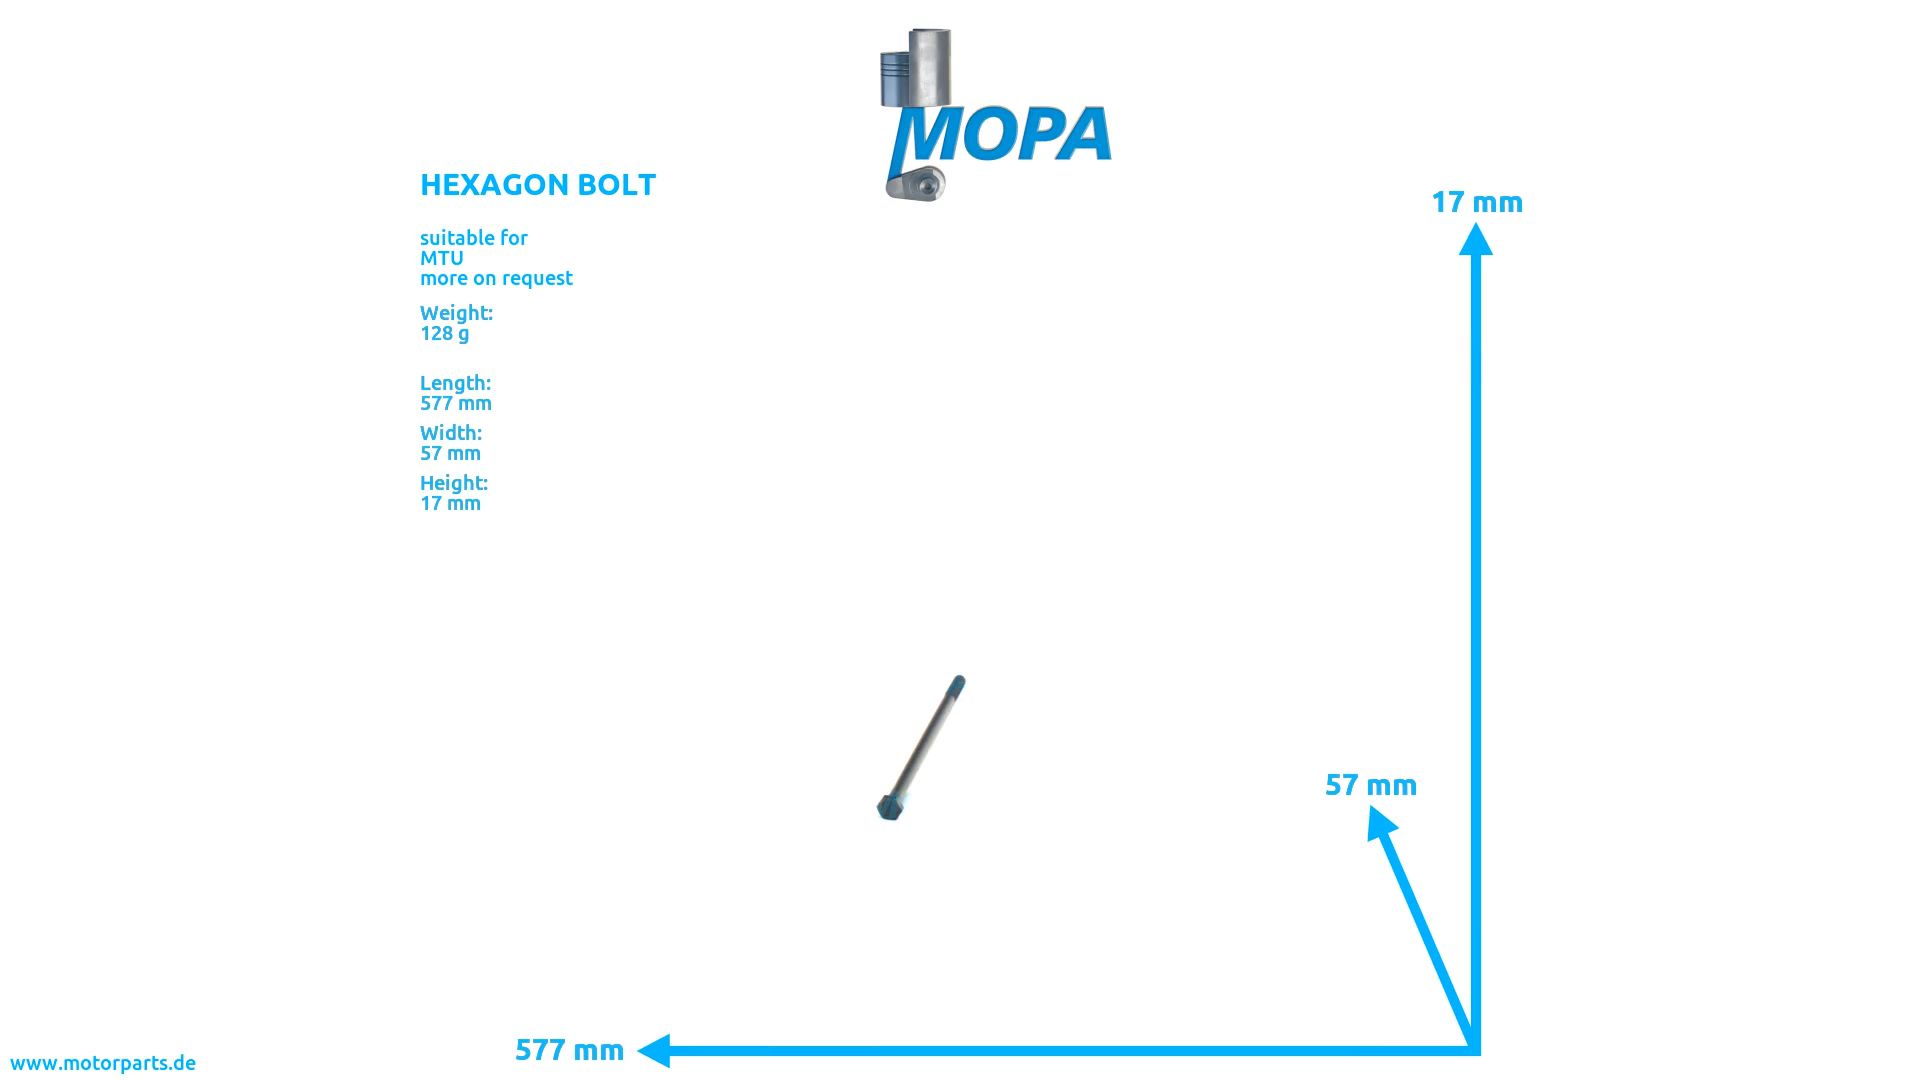 MOPA
HEXAGON BOLT
suitable for
MTU
more on request
Weight:
128 g
Length:
577 mm
Width:
57 mm
Height:
17 mm
17 mm
57 mm
577 mm
www.motorparts.de